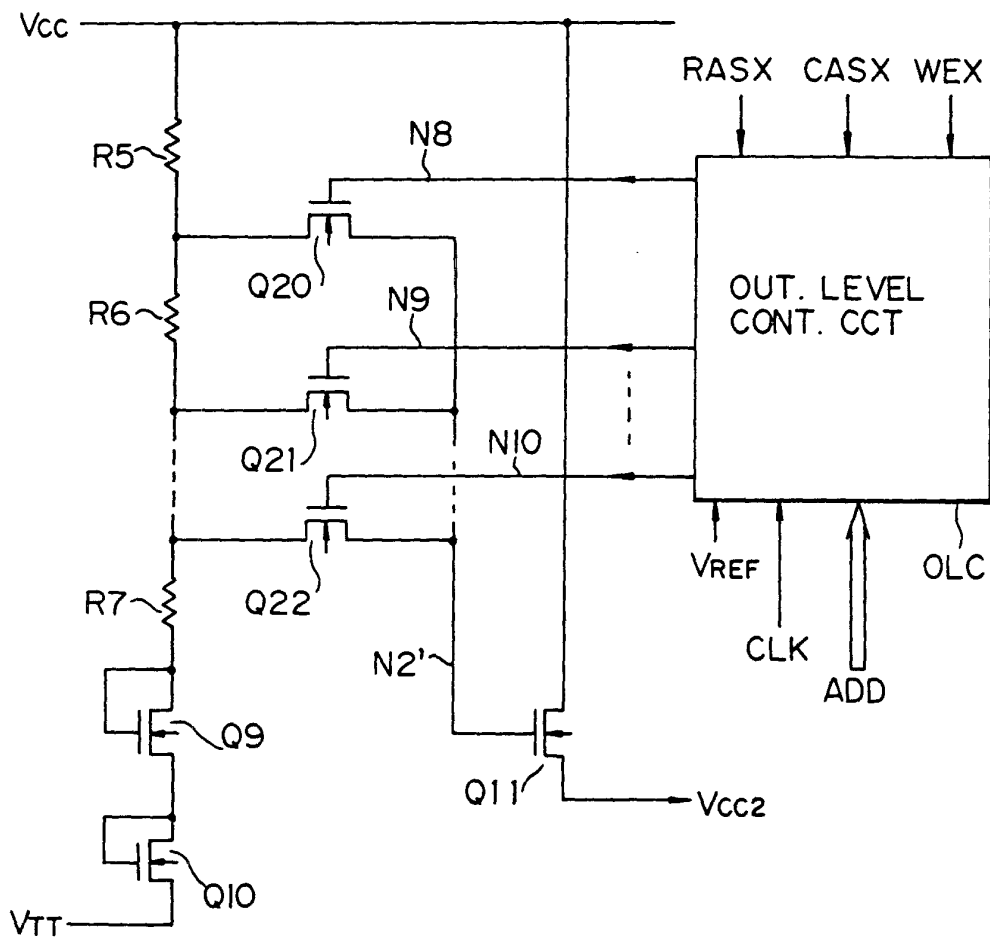 Vcc
RASX CASX WEX
R5
N8
Q20
OUT. LEVEL
CONT. CCT
R6
N9
Q21
N10
Q22
VREF
OLC
R7
CLK
ADD
N2'
Q9
Q11
Vcc2
Q10
VTT